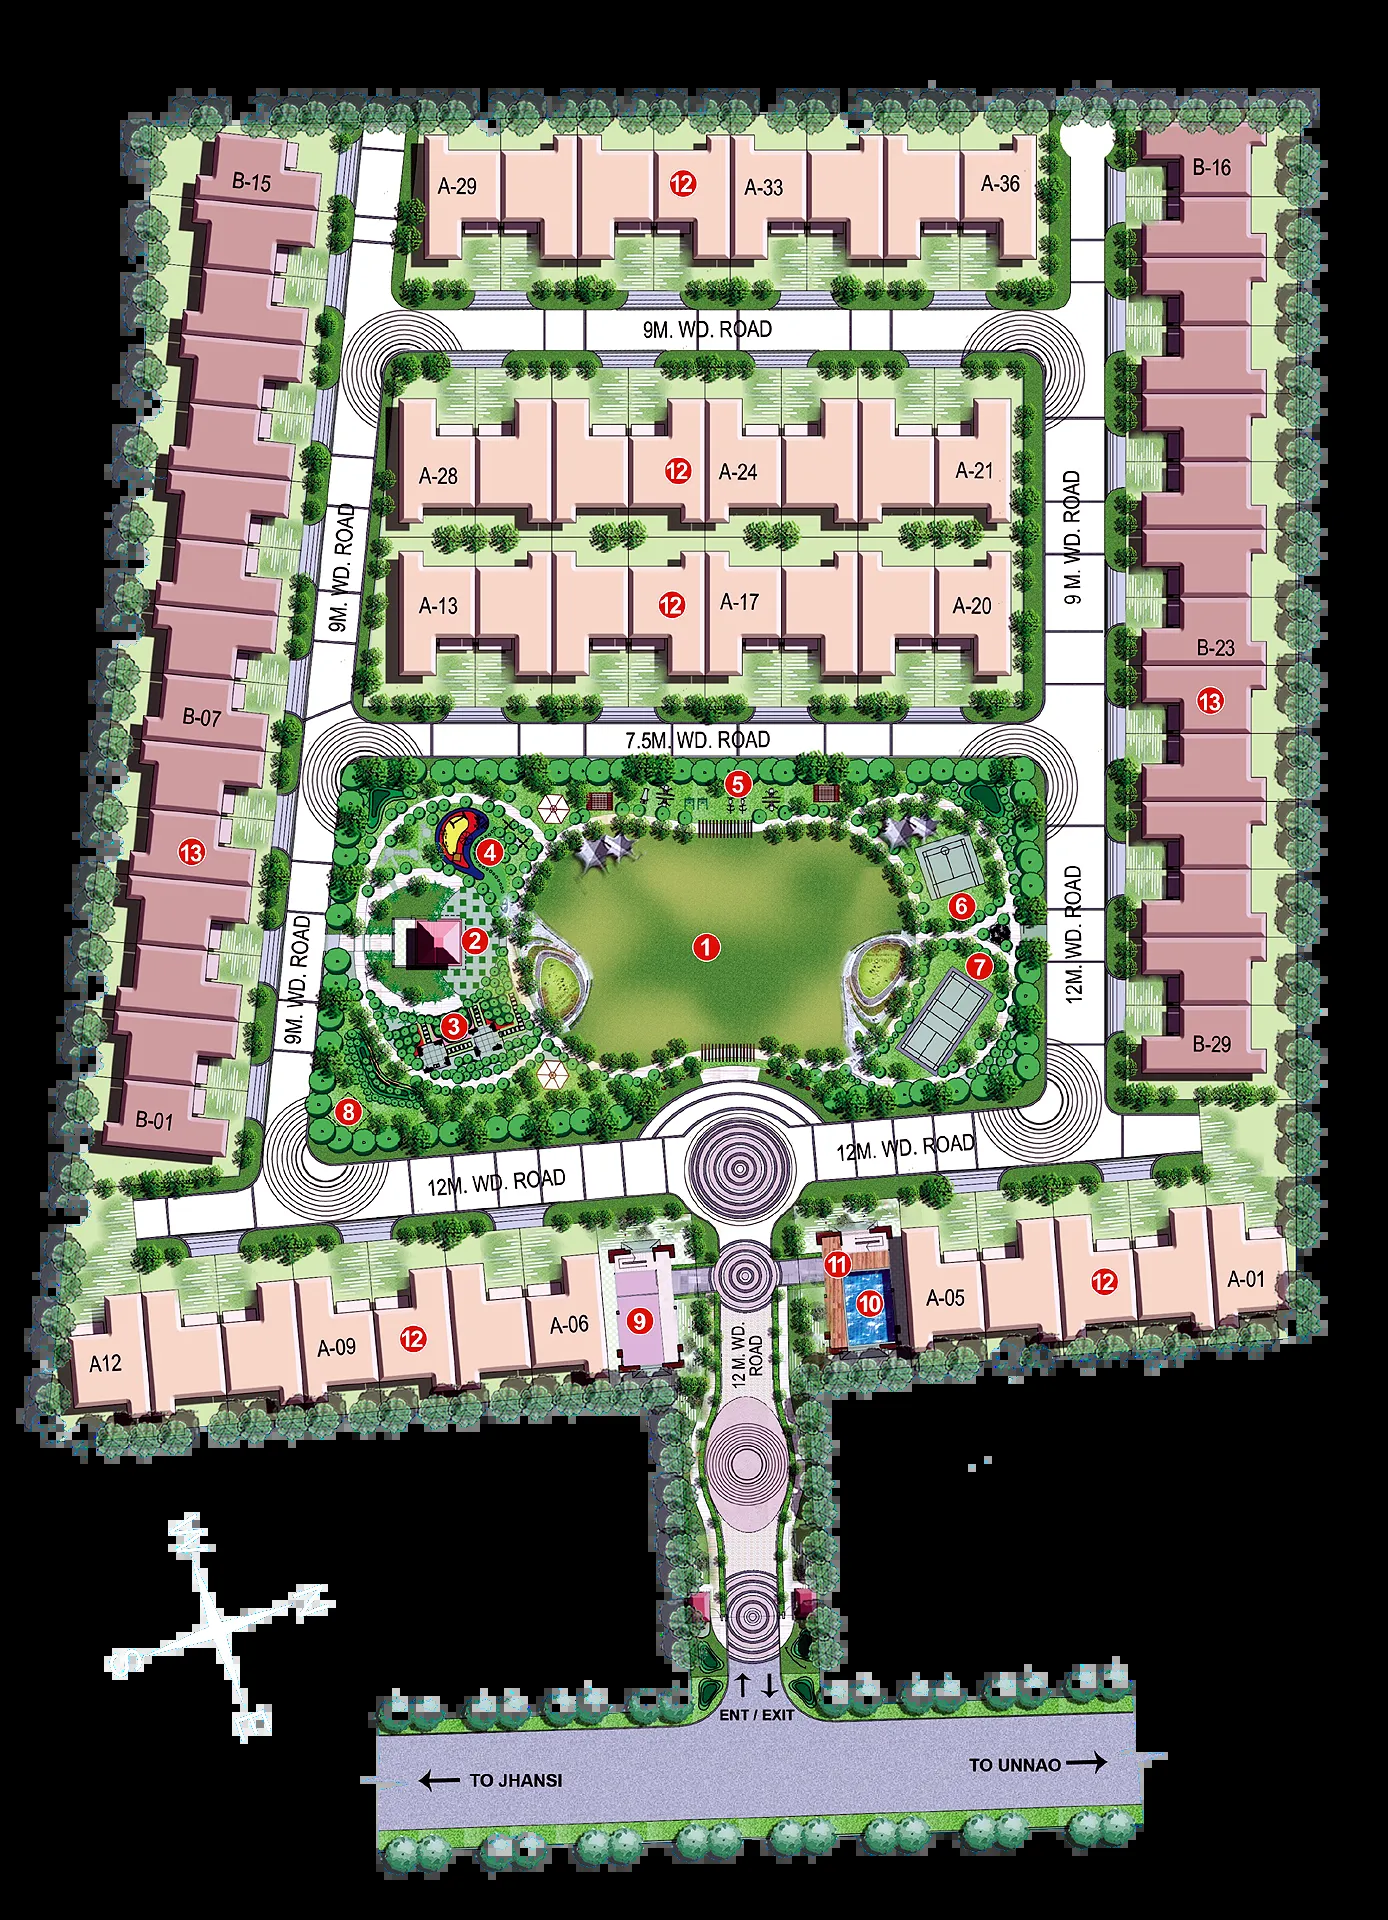 B-15
A-29
12
A-33
A-36
B-16
9M. WD. ROAD
A-28
12
A-24
A-21
9M. WD. ROAD
9 M. WD. ROAD
A-13
12
A-17
A-20
B-23
13
B-07
7.5M. WD. ROAD
5
13
4
6
12M. WD. ROAD
9M. WD. ROAD
2
1
7
3
B-29
8
B-01
12M. WD. ROAD
12M. WD. ROAD
11
10
A-05
12
A-01
9
A-06
A-09
12
A12
12 M. WD.
ROAD
ENT / EXIT
TO JHANSI
TO UNNAO